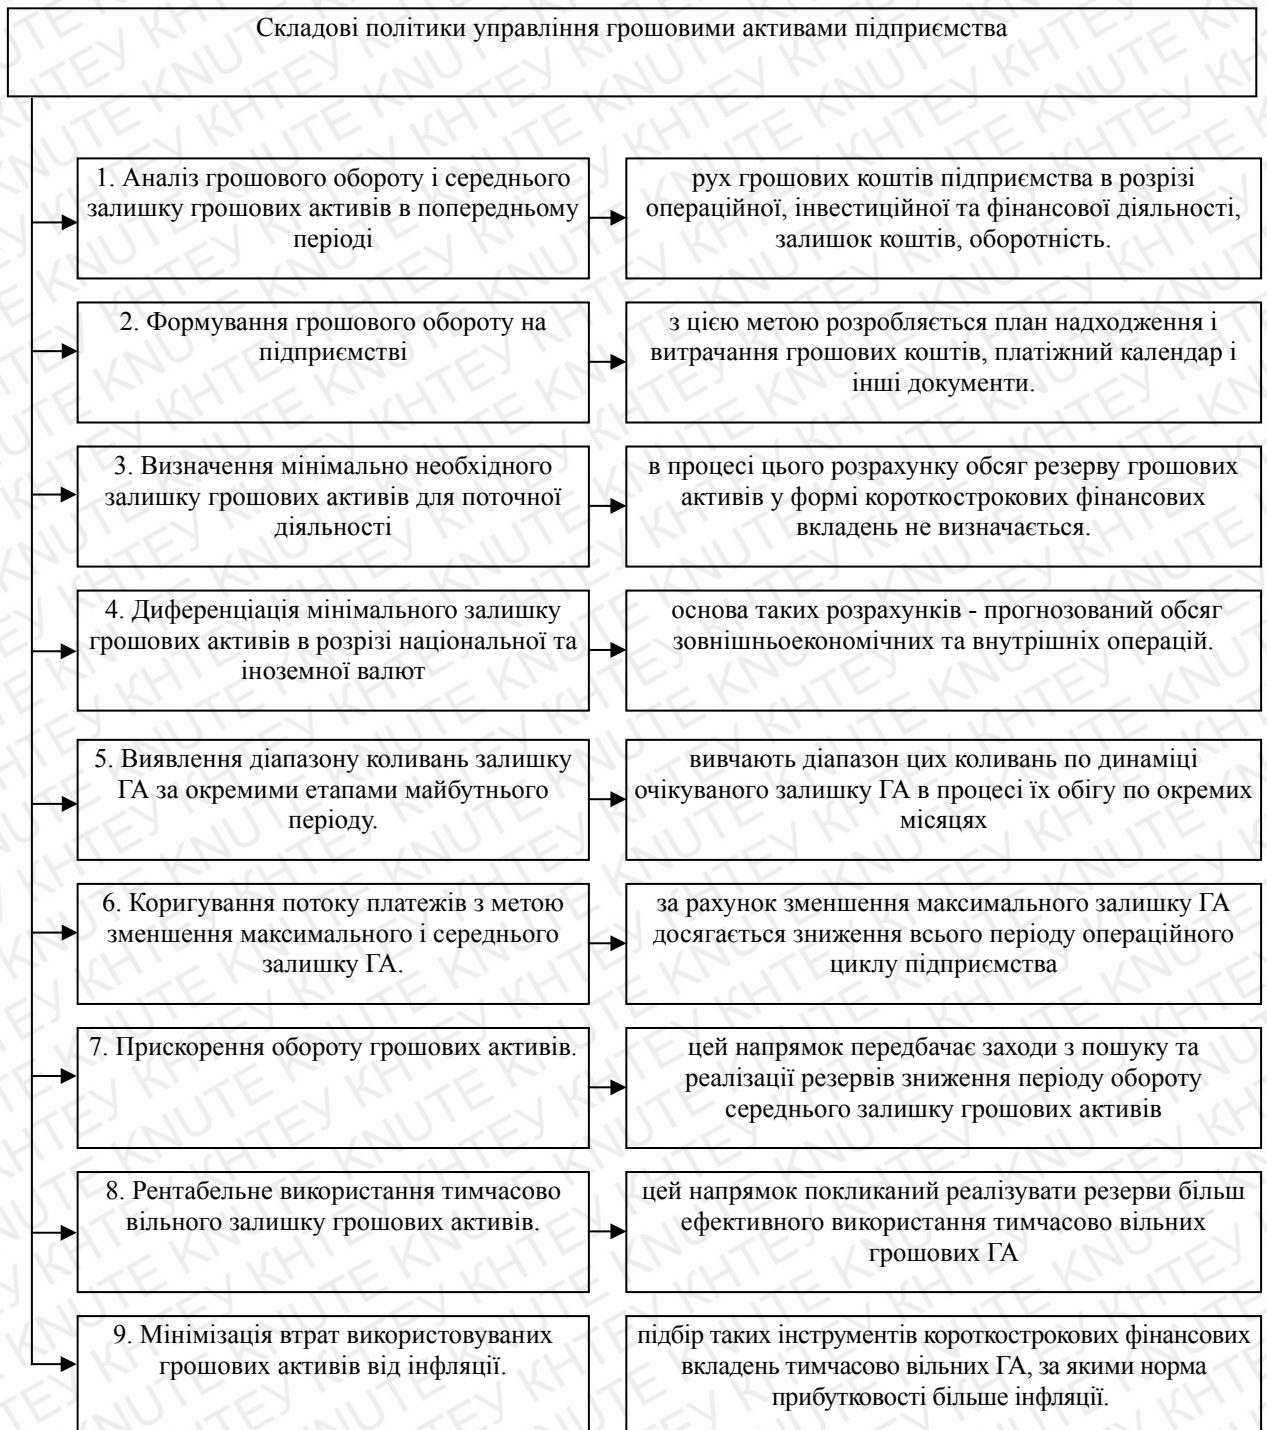 Складові політики управління грошовими активами підприємства
1. Аналіз грошового обороту і середнього
залишку грошових активів в попередньому
періоді
рух грошових коштів підприємства в розрізі
операційної, інвестиційної та фінансової діяльності,
залишок коштів, оборотність.
2. Формування грошового обороту на
підприємстві
з цією метою розробляється план надходження і
витрачання грошових коштів, платіжний календар і
інші документи.
3. Визначення мінімально необхідного
залишку грошових активів для поточної
діяльності
в процесі цього розрахунку обсяг резерву грошових
активів у формі короткострокових фінансових
вкладень не визначається.
4. Диференціація мінімального залишку
грошових активів в розрізі національної та
іноземної валют
основа таких розрахунків - прогнозований обсяг
зовнішньоекономічних та внутрішніх операцій.
5. Виявлення діапазону коливань залишку
ГА за окремими етапами майбутнього
періоду.
вивчають діапазон цих коливань по динаміці
очікуваного залишку ГА в процесі їх обігу по окремих
місяцях
6. Коригування потоку платежів з метою
зменшення максимального і середнього
залишку ГА.
за рахунок зменшення максимального залишку ГА
досягається зниження всього періоду операційного
циклу підприємства
7. Прискорення обороту грошових активів.
цей напрямок передбачає заходи з пошуку та
реалізації резервів зниження періоду обороту
середнього залишку грошових активів
8. Рентабельне використання тимчасово
вільного залишку грошових активів.
цей напрямок покликаний реалізувати резерви більш
ефективного використання тимчасово вільних
грошових ГА
9. Мінімізація втрат використовуваних
грошових активів від інфляції.
підбір таких інструментів короткострокових фінансових
вкладень тимчасово вільних ГА, за якими норма
прибутковості більше інфляції.